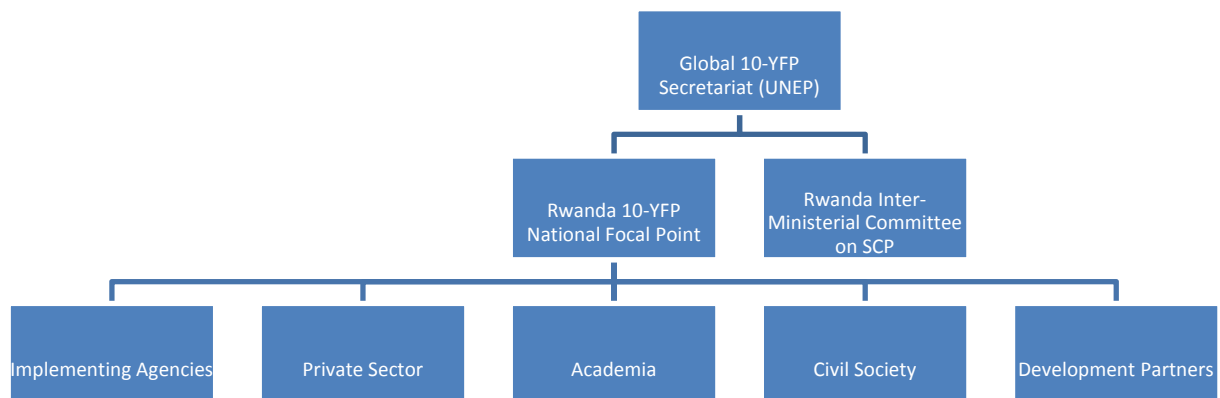 Global 10-YFP
Secretariat (UNEP)
Rwanda 10-YFP
National Focal Point
Rwanda Inter-
Ministerial Committee
on SCP
Implementing Agencies
Private Sector
Academia
Civil Society
Development Partners